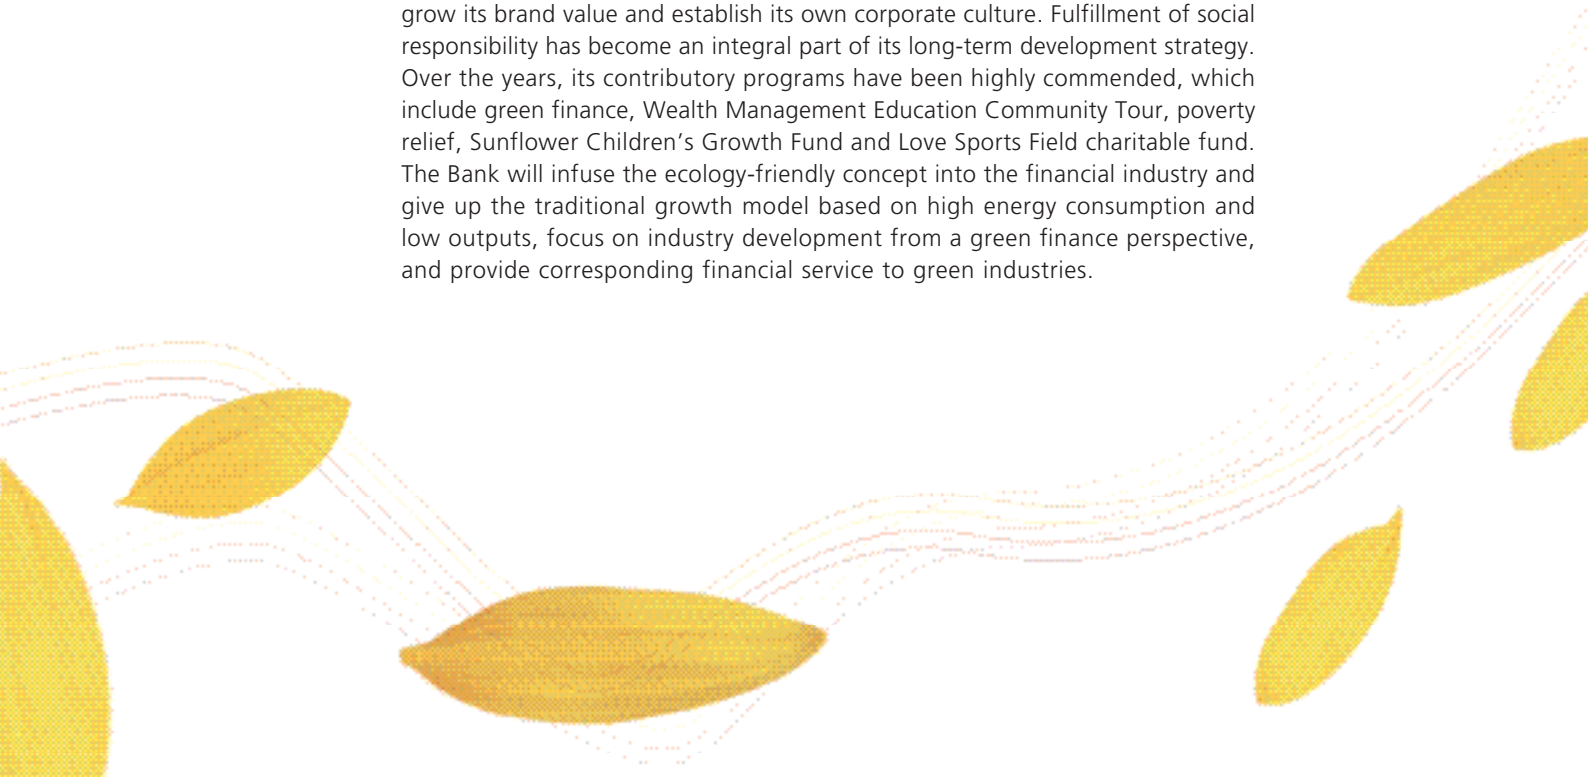 grow its brand value and establish its own corporate culture. Fulfillment of social
responsibility has become an integral part of its long-term development strategy.
Over the years, its contributory programs have been highly commended, which
include green finance, Wealth Management Education Community Tour, poverty
relief, Sunflower Children’s Growth Fund and Love Sports Field charitable fund.
The Bank will infuse the ecology-friendly concept into the financial industry and
give up the traditional growth model based on high energy consumption and
low outputs, focus on industry development from a green finance perspective,
and provide corresponding financial service to green industries.